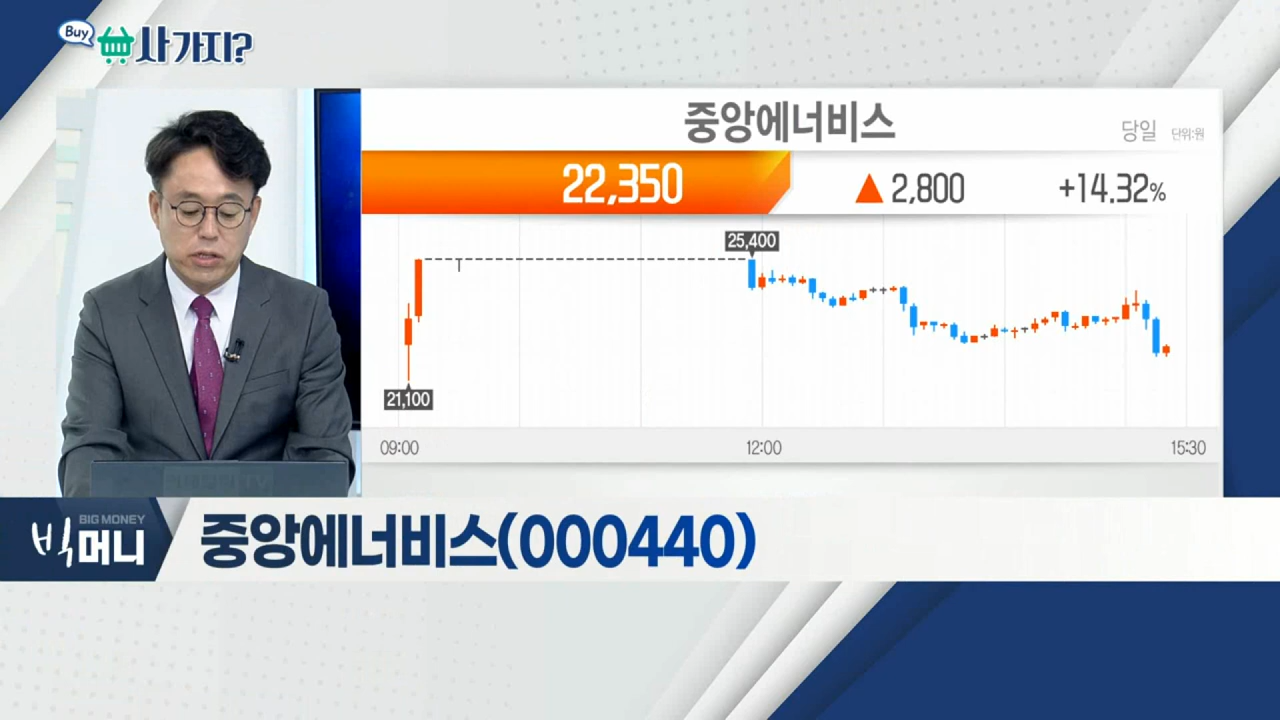 Buy
사가지?
중앙에너비스
당일 단위:원
22,350 ▲ 2,800 +14.32%
25,400
21,100
09:00 12:00 15:30
BIG MONEY
빅머니
중앙에너비스(000440)